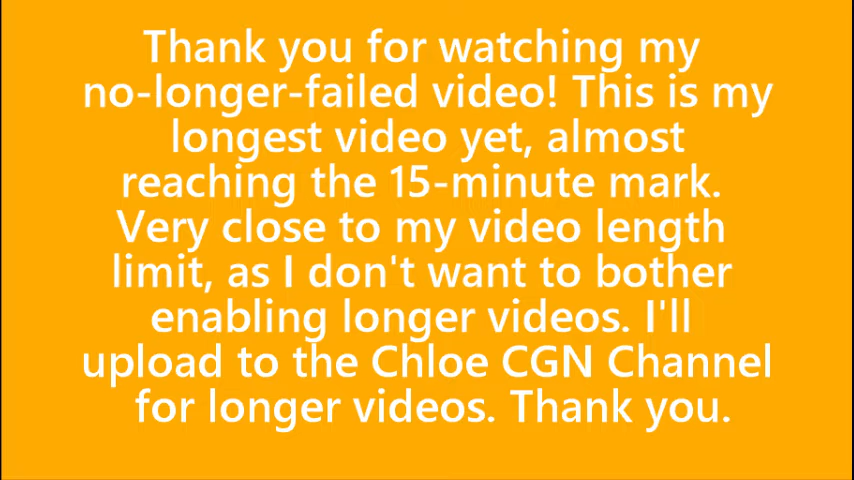 Thank you for watching my
no-longer-failed video! This is my
longest video yet, almost
reaching the 15-minute mark.
Very close to my video length
limit, as I don't want to bother
enabling longer videos. I'll
upload to the Chloe CGN Channel
for longer videos. Thank you.